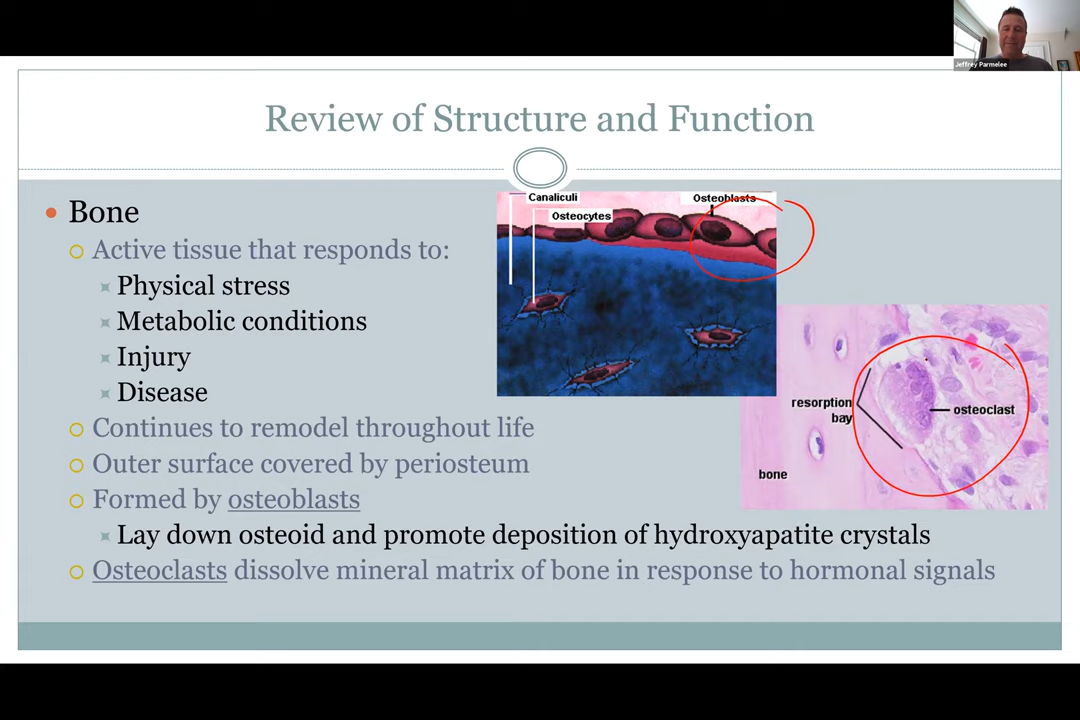 Jeffrey Parmelee
Review of Structure and Function
Bone
Active tissue that responds to:
Physical stress
Metabolic conditions
Injury
Disease
Continues to remodel throughout life
Outer surface covered by periosteum
Formed by osteoblasts
Lay down osteoid and promote deposition of hydroxyapatite crystals
Osteoclasts dissolve mineral matrix of bone in response to hormonal signals
Canaliculi
Osteoblasts
Osteocytes
resorption
bay
osteoclast
bone